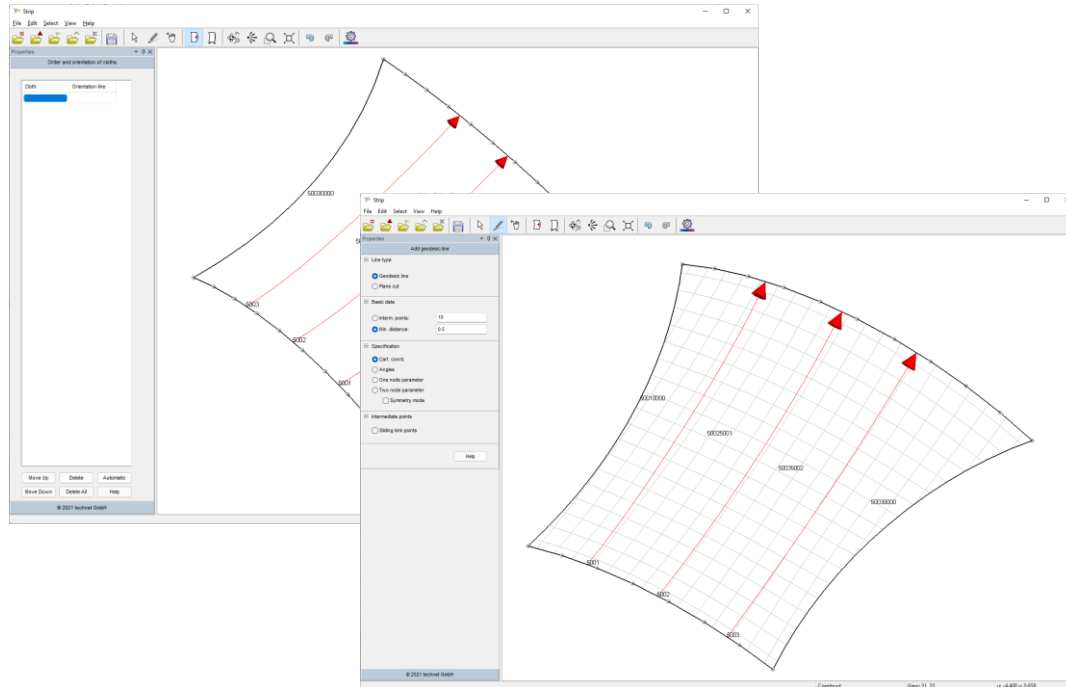 Strip
File Edit Select View Help
Properties
Order and orientation of cloths
Cloth Orientation line
50030000
5003
5002
5001
Move Up Delete Automatic
Move Down Delete All Help
© 2021 technet GmbH
Strip
File Edit Select View Help
Properties
Add geodesic line
Line type
Geodesic line
Plane cut
Basic data
Interm. points: 10
Min. distance: 0.5
Specification
Cart. coord
Angles
One node parameter
Two node parameter
Symmetry mode
Intermediate points
Sliding kink points
Help
© 2021 technet GmbH
50010000
50025001
50035002
50030000
5001
5002
5003
Construct